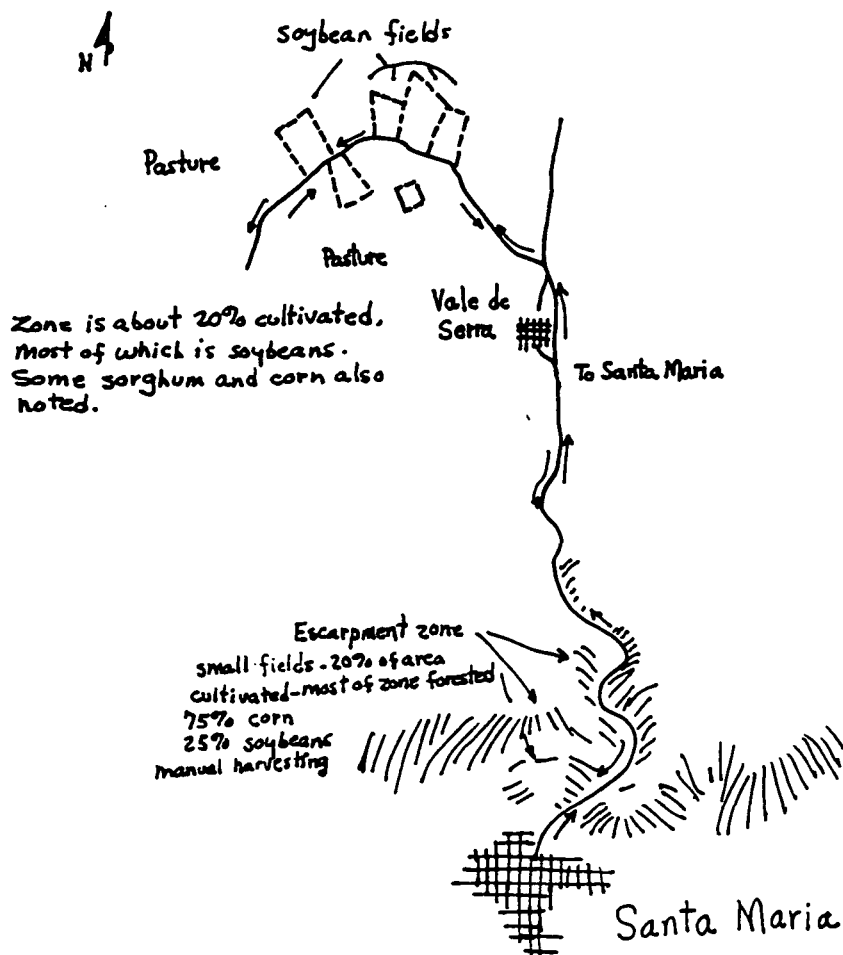 N
Soybean fields
Pasture
Pasture
Zone is about 20% cultivated,
most of which is soybeans.
Some sorghum and corn also
noted.
Vale de
Serra
To Santa Maria
Escarpment zone
small fields - 20% of area
cultivated - most of zone forested
75% corn
25% soybeans
manual harvesting
Santa Maria